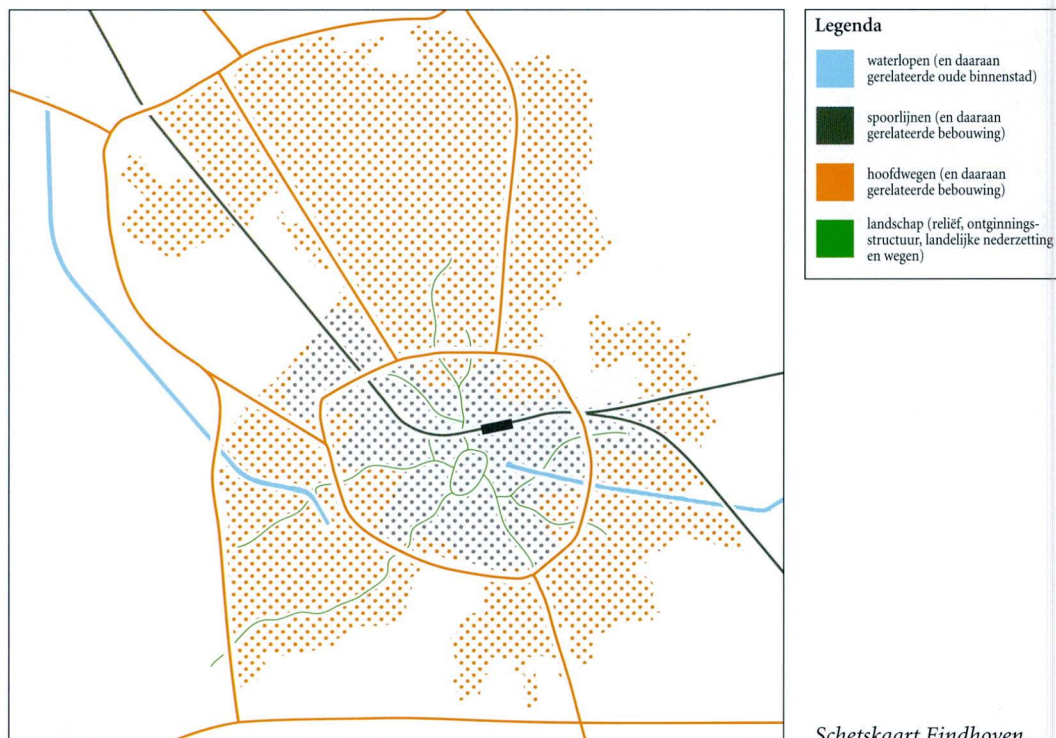 Legenda
waterlopen (en daaraan
gerelateerde oude binnenstad)
spoorlijnen (en daaraan
gerelateerde bebouwing)
hoofdwegen (en daaraan
gerelateerde bebouwing)
landschap (reliëf, ontginnings-
structuur, landelijke nederzetting
en wegen)
Schetskaart Eindhoven